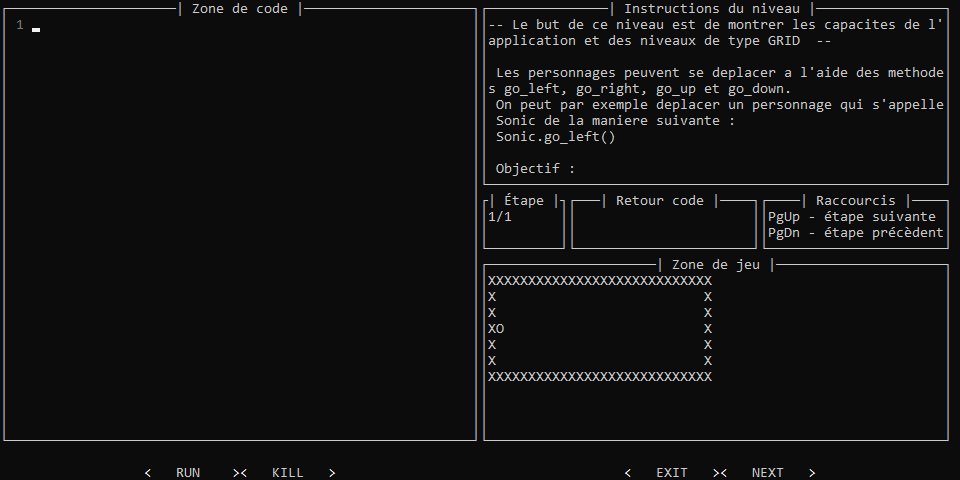 Zone de code
1
Instructions du niveau
-- Le but de ce niveau est de montrer les capacites de l'
application et des niveaux de type GRID  --
Les personnages peuvent se deplacer a l'aide des methode
s go_left, go_right, go_up et go_down.
On peut par exemple deplacer un personnage qui s'appelle
Sonic de la maniere suivante :
Sonic.go_left()
Objectif :
Étape
1/1
Retour code
Raccourcis
PgUp - étape suivante
PgDn - étape précèdent
Zone de jeu
XXXXXXXXXXXXXXXXXXXXXXXXXXXX
X                          X
X                          X
XO                         X
X                          X
X                          X
XXXXXXXXXXXXXXXXXXXXXXXXXXXX
<   RUN    ><   KILL   >
<   EXIT   ><   NEXT   >